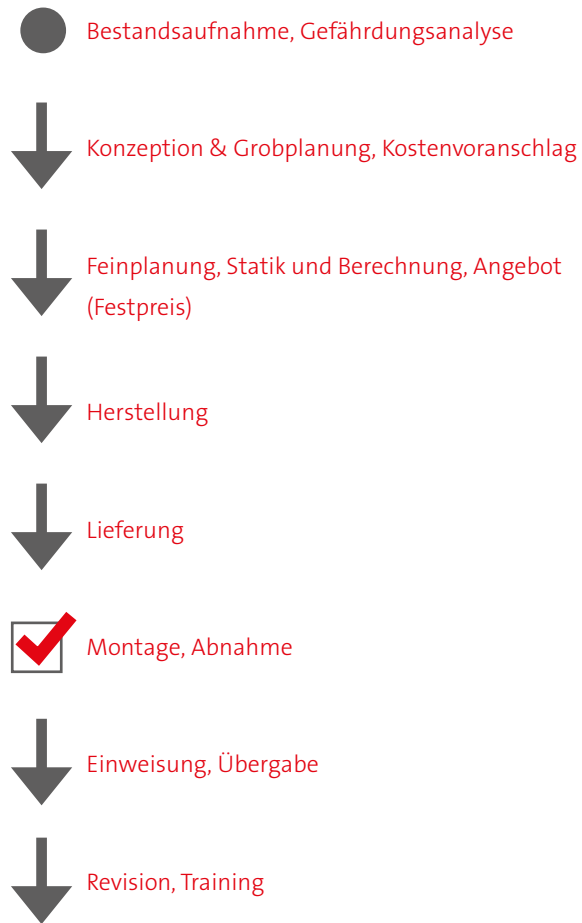 Bestandsaufnahme, Gefährdungsanalyse
Konzeption & Grobplanung, Kostenvoranschlag
Feinplanung, Statik und Berechnung, Angebot
(Festpreis)
Herstellung
Lieferung
Montage, Abnahme
Einweisung, Übergabe
Revision, Training